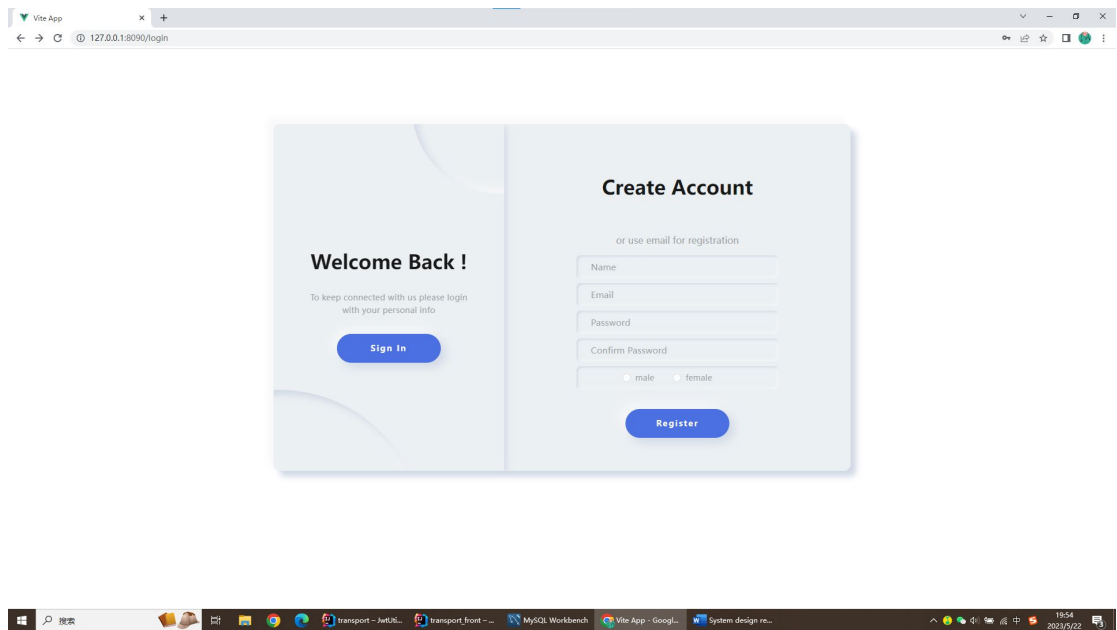 Vite App
127.0.0.1:8090/login
Create Account
or use email for registration
Name
Email
Password
Confirm Password
male female
Register
Welcome Back !
To keep connected with us please login
with your personal info
Sign In
搜索
transport – JwtUti...
transport_front – ...
MySQL Workbench
Vite App - Googl...
System design re...
中
19:54
2023/5/22